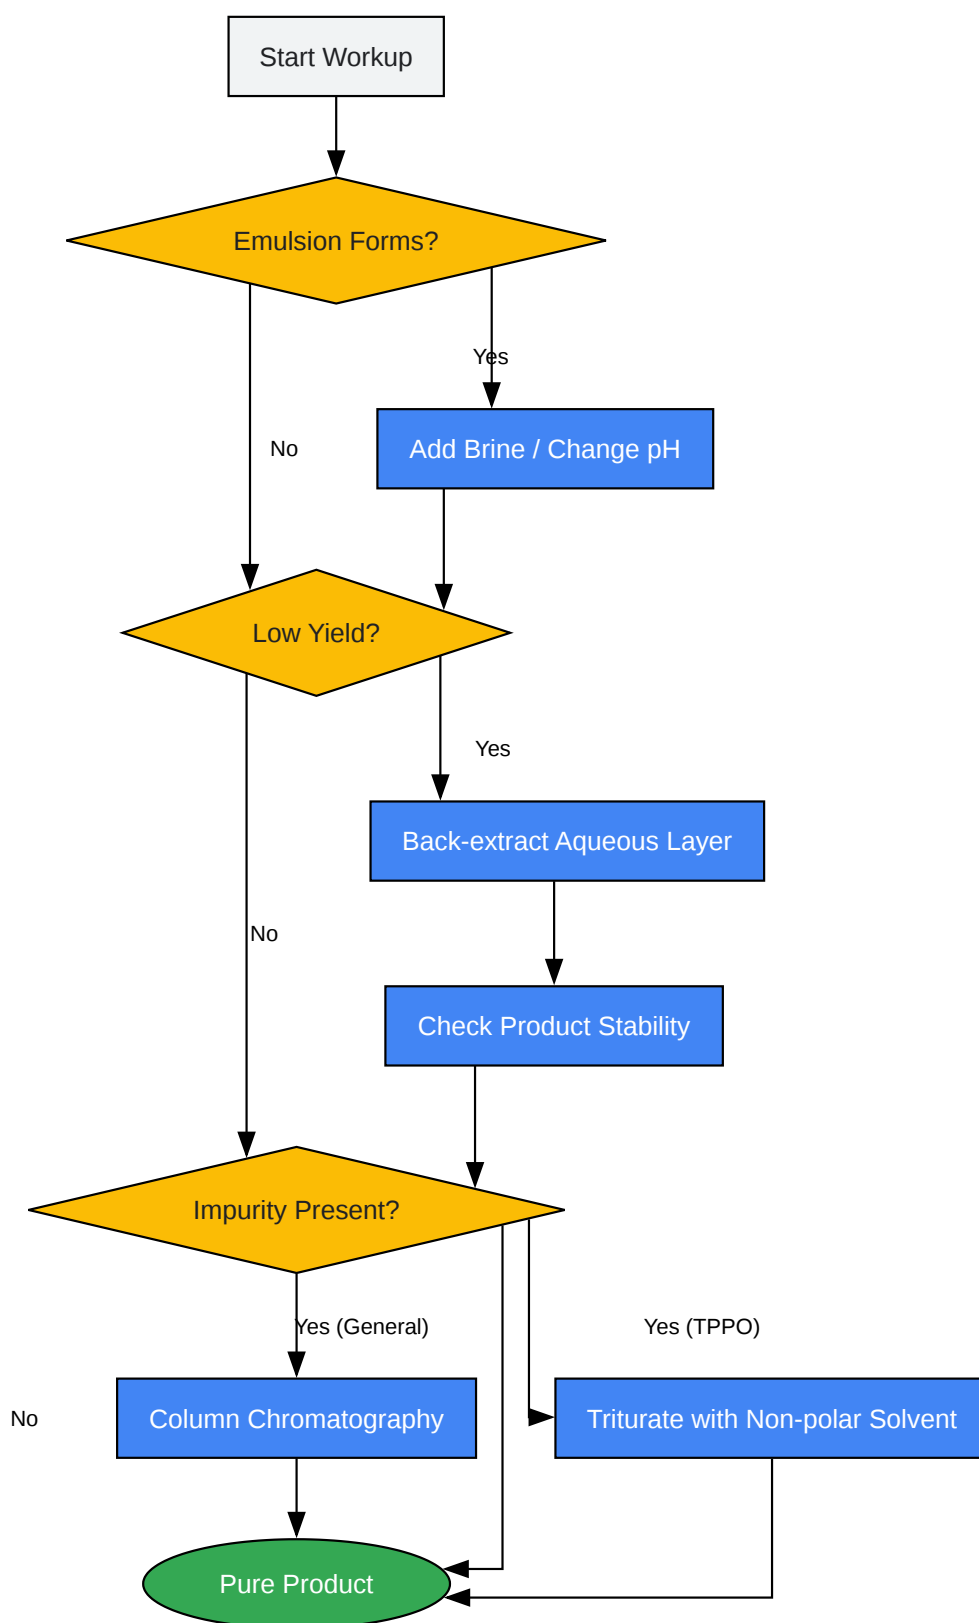 Start Workup
Emulsion Forms?
Yes
No
Add Brine / Change pH
Low Yield?
Yes
Back-extract Aqueous Layer
No
Check Product Stability
Impurity Present?
Yes (General)
Yes (TPPO)
No
Column Chromatography
Triturate with Non-polar Solvent
Pure Product